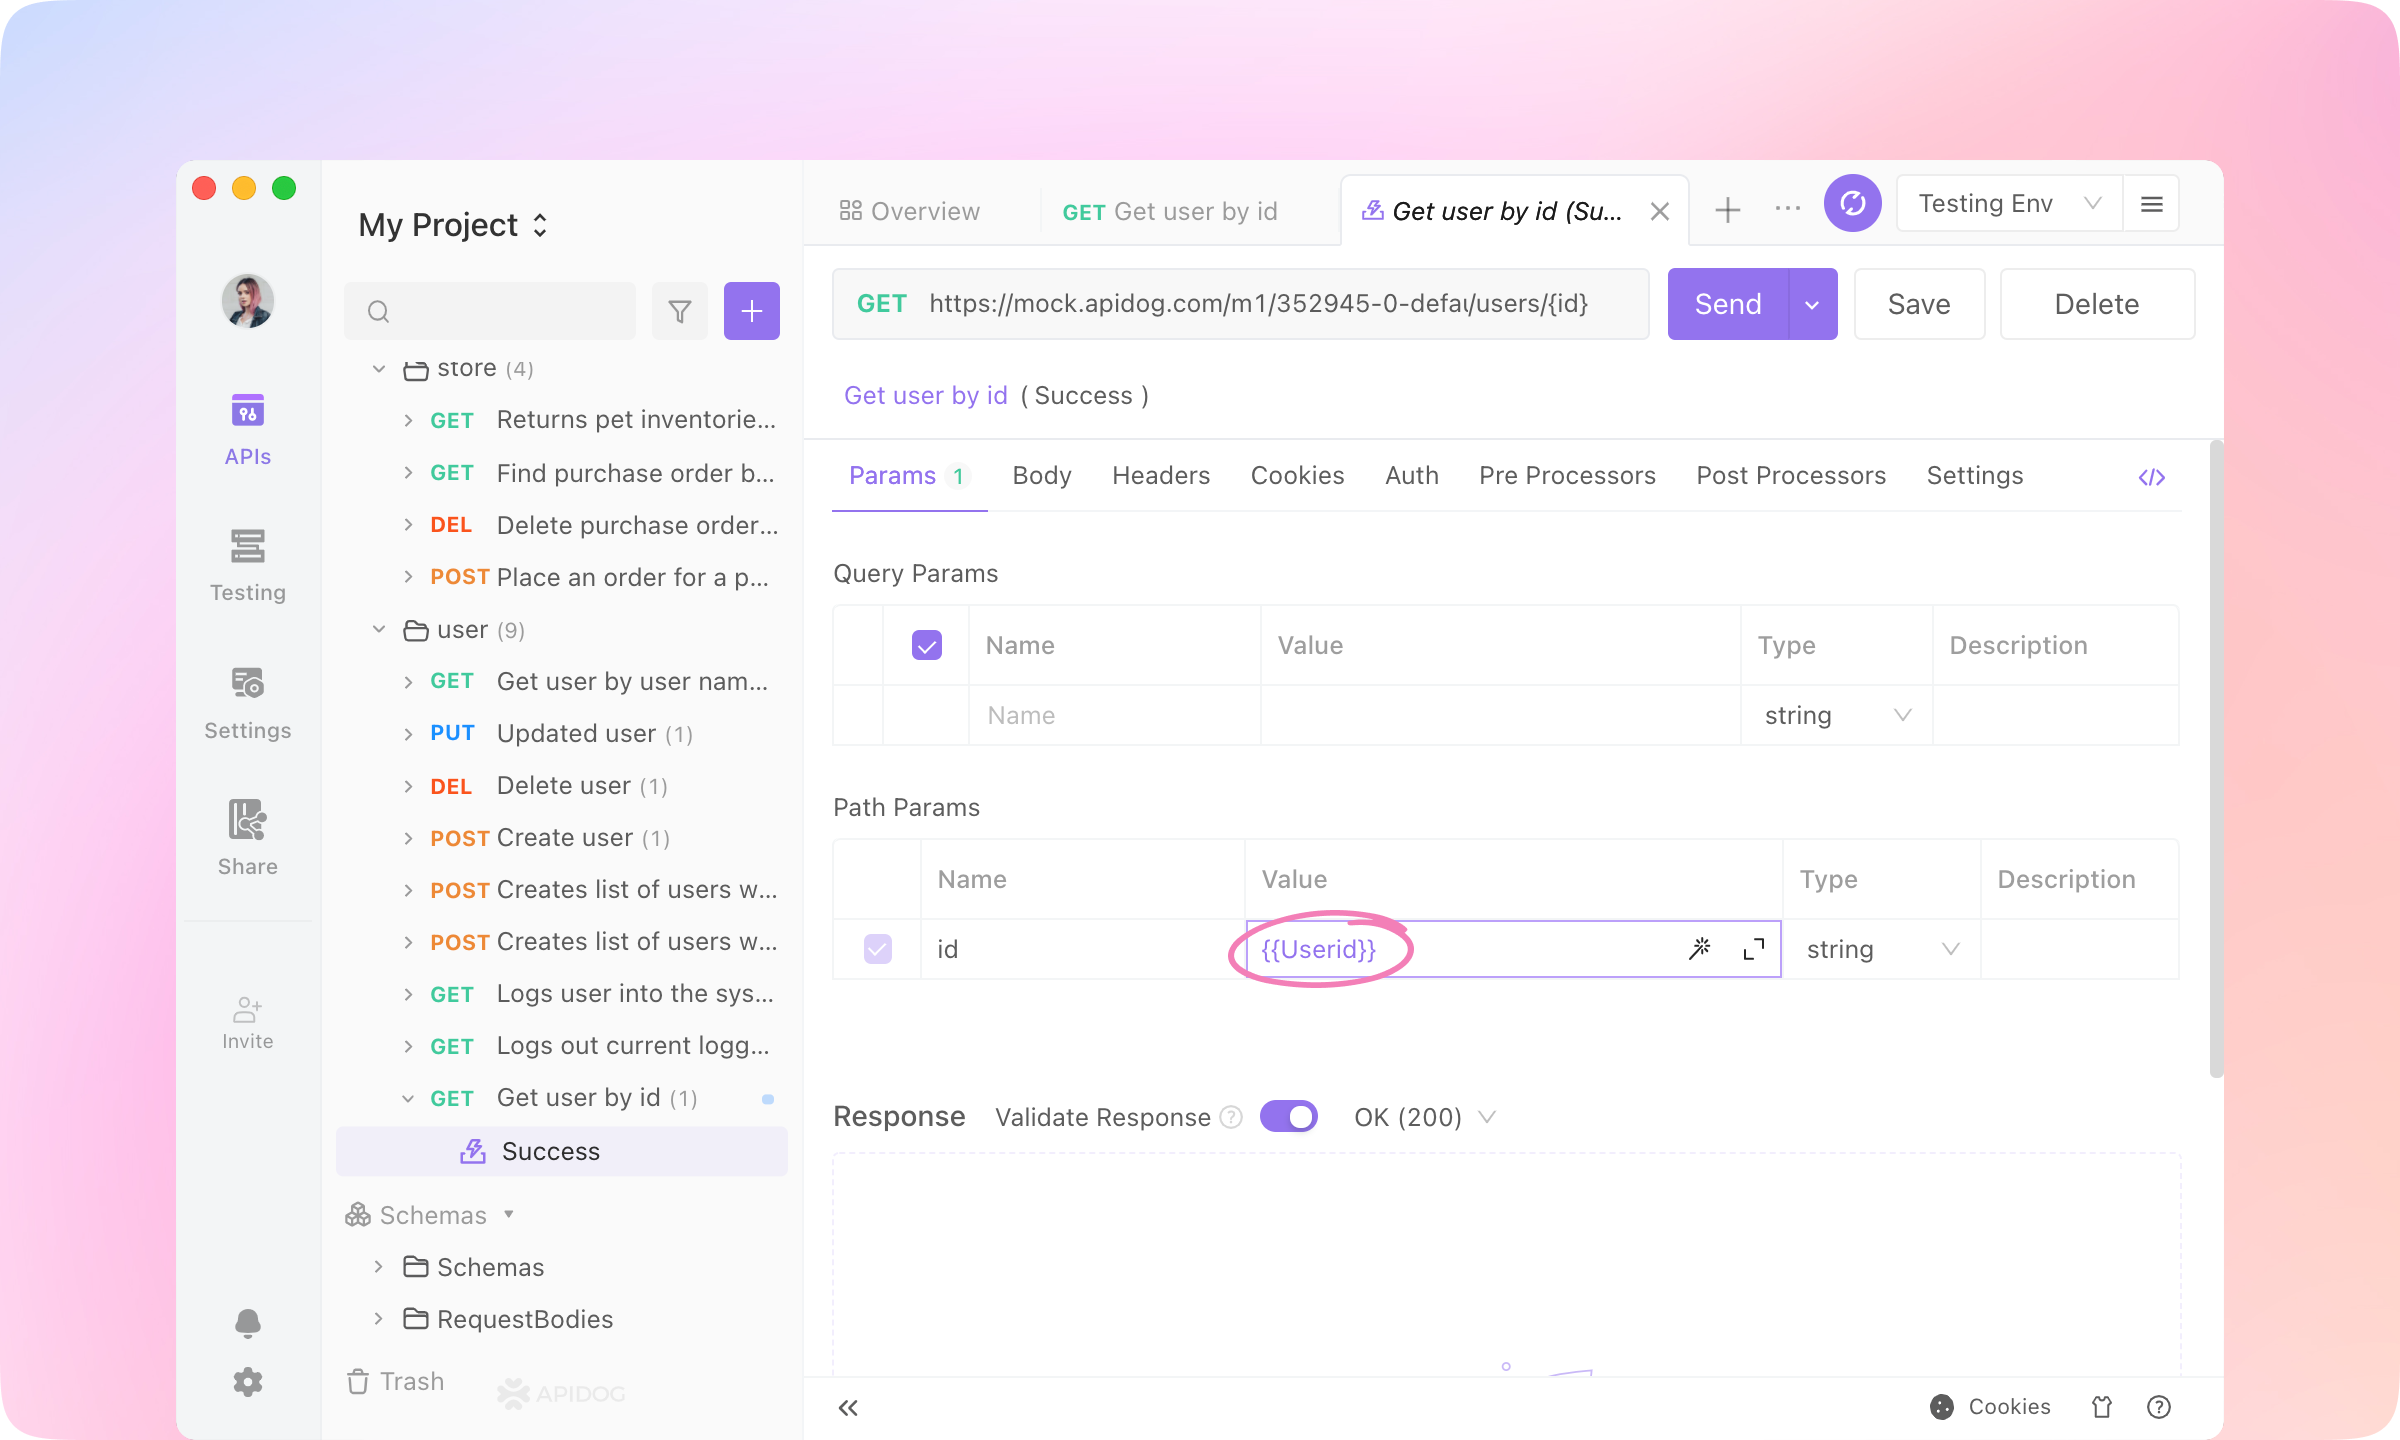 My Project
APIs
Testing
Settings
Share
Invite
store (4)
GET Returns pet inventorie...
GET Find purchase order b...
DEL Delete purchase order...
POST Place an order for a p...
user (9)
GET Get user by user nam...
PUT Updated user (1)
DEL Delete user (1)
POST Create user (1)
POST Creates list of users w...
POST Creates list of users w...
GET Logs user into the sys...
GET Logs out current logg...
GET Get user by id (1)
Success
Schemas
Schemas
RequestBodies
Trash
APIDOG
Overview
GET Get user by id
Get user by id (Su...
Testing Env
GET https://mock.apidog.com/m1/352945-0-defau/users/{id}
Send
Save
Delete
Get user by id ( Success )
Params 1 Body Headers Cookies Auth Pre Processors Post Processors Settings
Query Params
Name Value Type Description
Name string
Path Params
Name Value Type Description
id {{Userid}} string
Response Validate Response ? OK (200)
Cookies